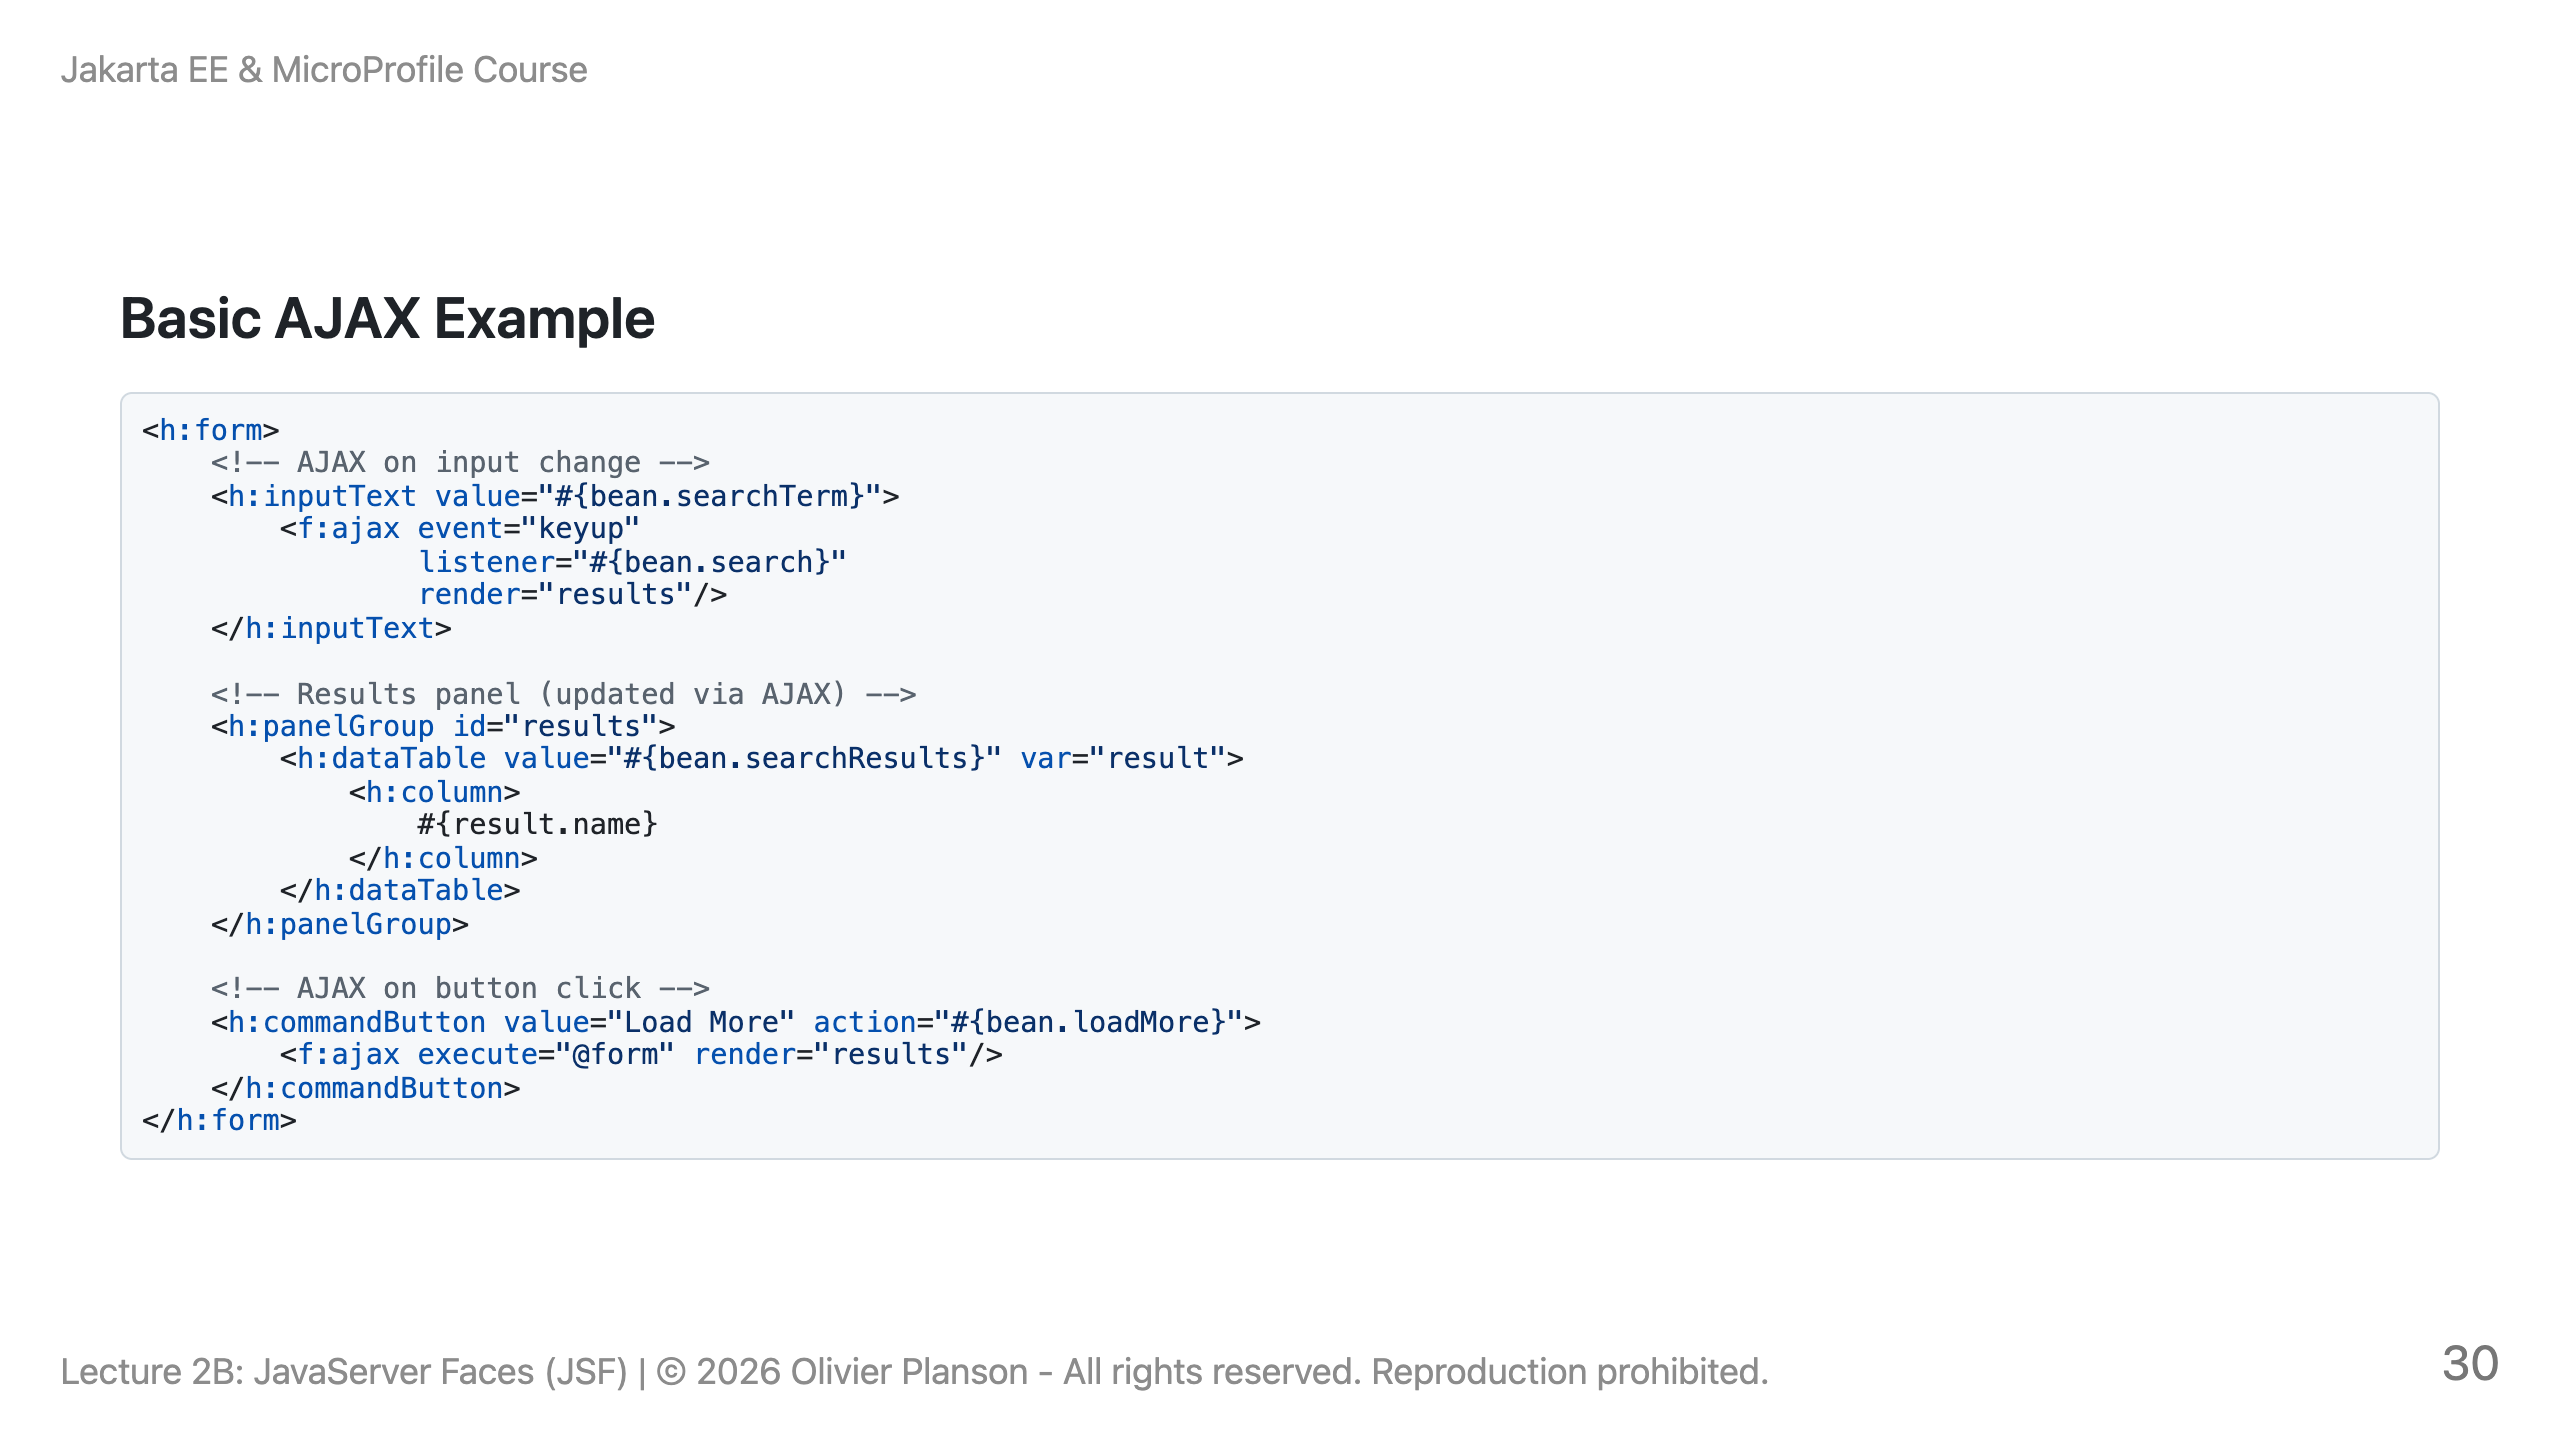 Jakarta EE & MicroProfile Course
Basic AJAX Example
<h:form>
    <!-- AJAX on input change -->
    <h:inputText value="#{bean.searchTerm}">
        <f:ajax event="keyup"
                listener="#{bean.search}"
                render="results"/>
    </h:inputText>

    <!-- Results panel (updated via AJAX) -->
    <h:panelGroup id="results">
        <h:dataTable value="#{bean.searchResults}" var="result">
            <h:column>
                #{result.name}
            </h:column>
        </h:dataTable>
    </h:panelGroup>

    <!-- AJAX on button click -->
    <h:commandButton value="Load More" action="#{bean.loadMore}">
        <f:ajax execute="@form" render="results"/>
    </h:commandButton>
</h:form>
Lecture 2B: JavaServer Faces (JSF) | © 2026 Olivier Planson - All rights reserved. Reproduction prohibited.
30